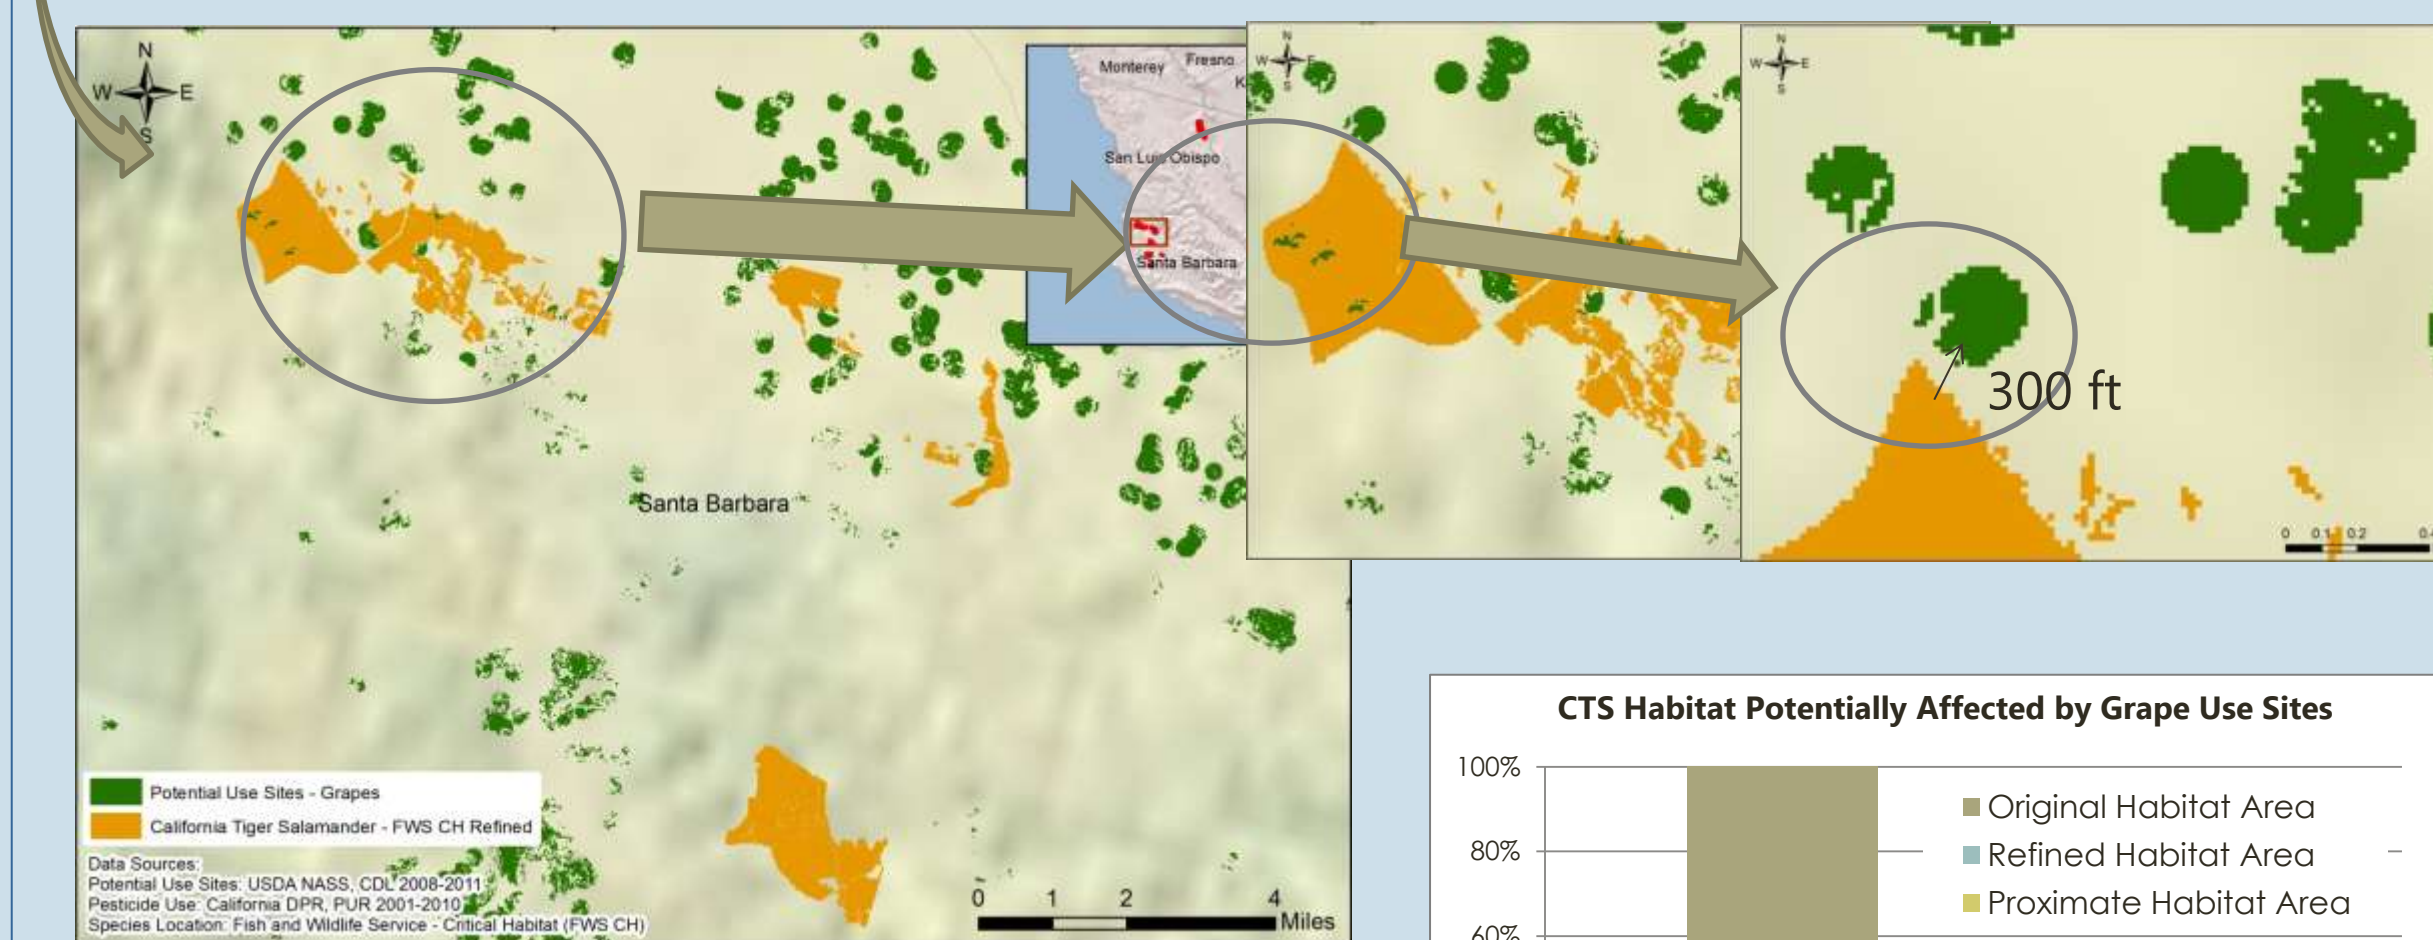 N
W E
S
Monterey Fresno
K
San Luis Obispo
Santa Barbara
N
W E
S
N
W E
S
300 ft
0 0.1 0.2 0.4
Santa Barbara
Potential Use Sites - Grapes
California Tiger Salamander - FWS CH Refined
Data Sources:
Potential Use Sites: USDA NASS, CDL 2008-2011
Pesticide Use: California DPR, PUR 2001-2010
Species Location: Fish and Wildlife Service - Critical Habitat (FWS CH)
0 1 2 4
Miles
CTS Habitat Potentially Affected by Grape Use Sites
100%
80%
60%
Original Habitat Area
Refined Habitat Area
Proximate Habitat Area